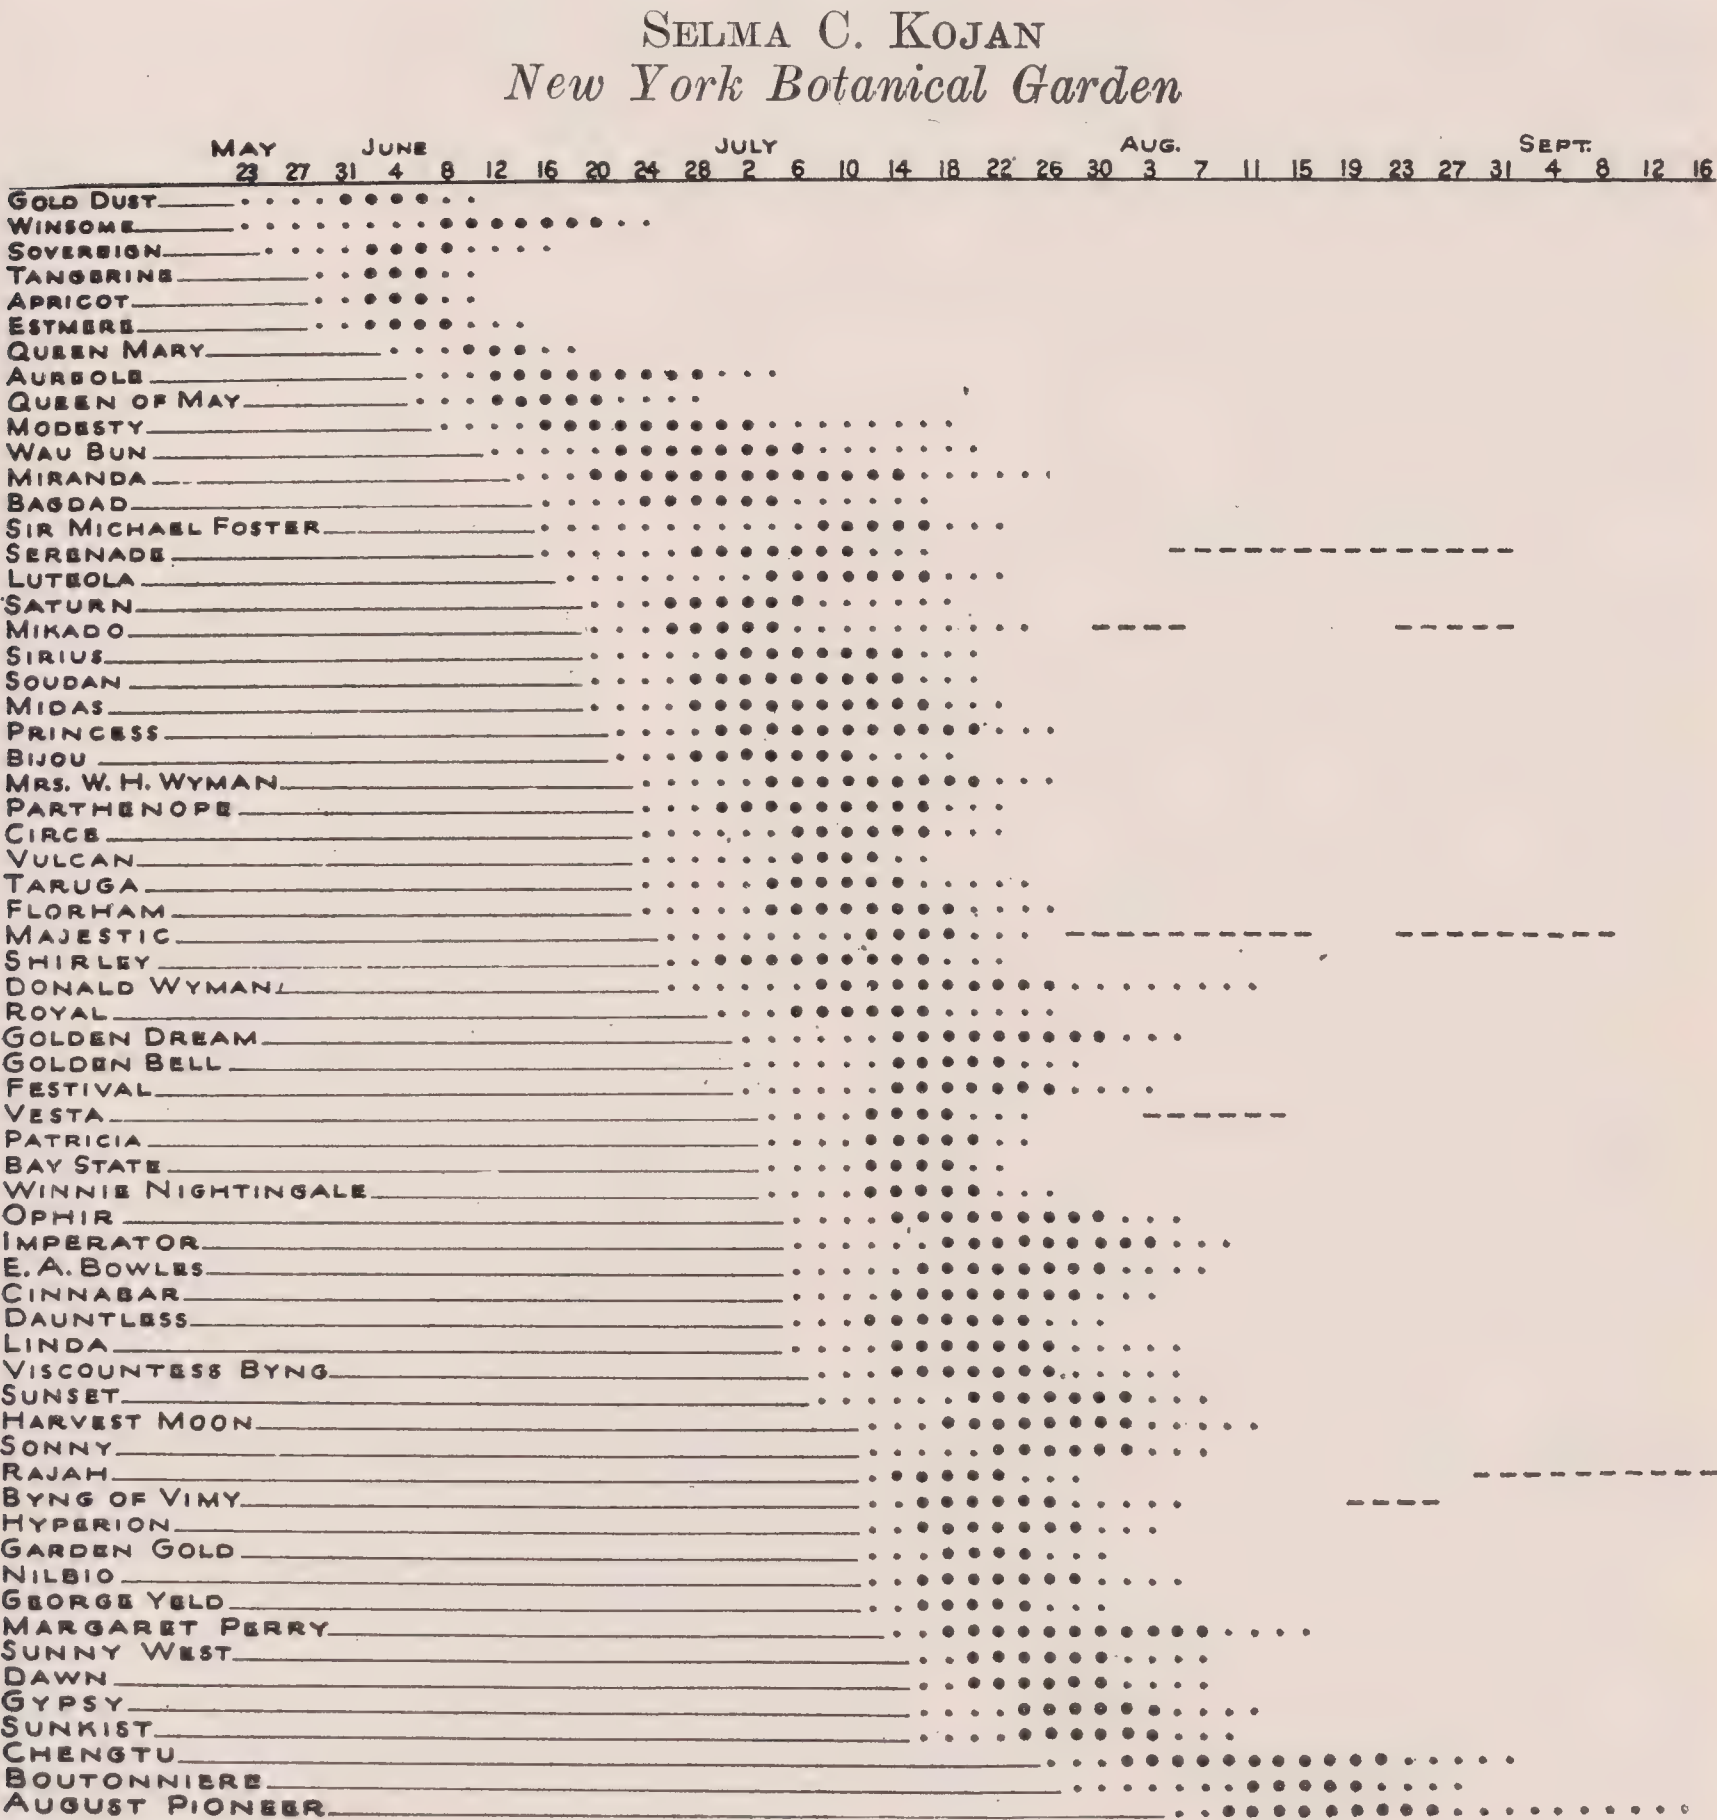 SELMA C. KOJAN
New York Botanical Garden
MAY JUNE JULY AUG. SEPT.
23 27 31 4 8 12 16 20 24 28 2 6 10 14 18 22 26 30 3 7 11 15 19 23 27 31 4 8 12 16
GOLD DUST
WINSOME
SOVEREIGN
TANGERINE
APRICOT
ESTMERE
QUEEN MARY
AUREOLE
QUEEN OF MAY
MODESTY
WAU BUN
MIRANDA
BAGDAD
SIR MICHAEL FOSTER
SERENADE
LUTEOLA
SATURN
MIKADO
SIRIUS
SOUDAN
MIDAS
PRINCESS
BIJOU
MRS. W. H. WYMAN
PARTHENOPE
CIRCE
VULCAN
TARUGA
FLORHAM
MAJESTIC
SHIRLEY
DONALD WYMAN
ROYAL
GOLDEN DREAM
GOLDEN BELL
FESTIVAL
VESTA
PATRICIA
BAY STATE
WINNIE NIGHTINGALE
OPHIR
IMPERATOR
E. A. BOWLES
CINNABAR
DAUNTLESS
LINDA
VISCOUNTESS BYNG
SUNSET
HARVEST MOON
SONNY
RAJAH
BYNG OF VIMY
HYPERION
GARDEN GOLD
NILBIO
GEORGE YELD
MARGARET PERRY
SUNNY WEST
DAWN
GYPSY
SUNKIST
CHENGTU
BOUTONNIERE
AUGUST PIONEER